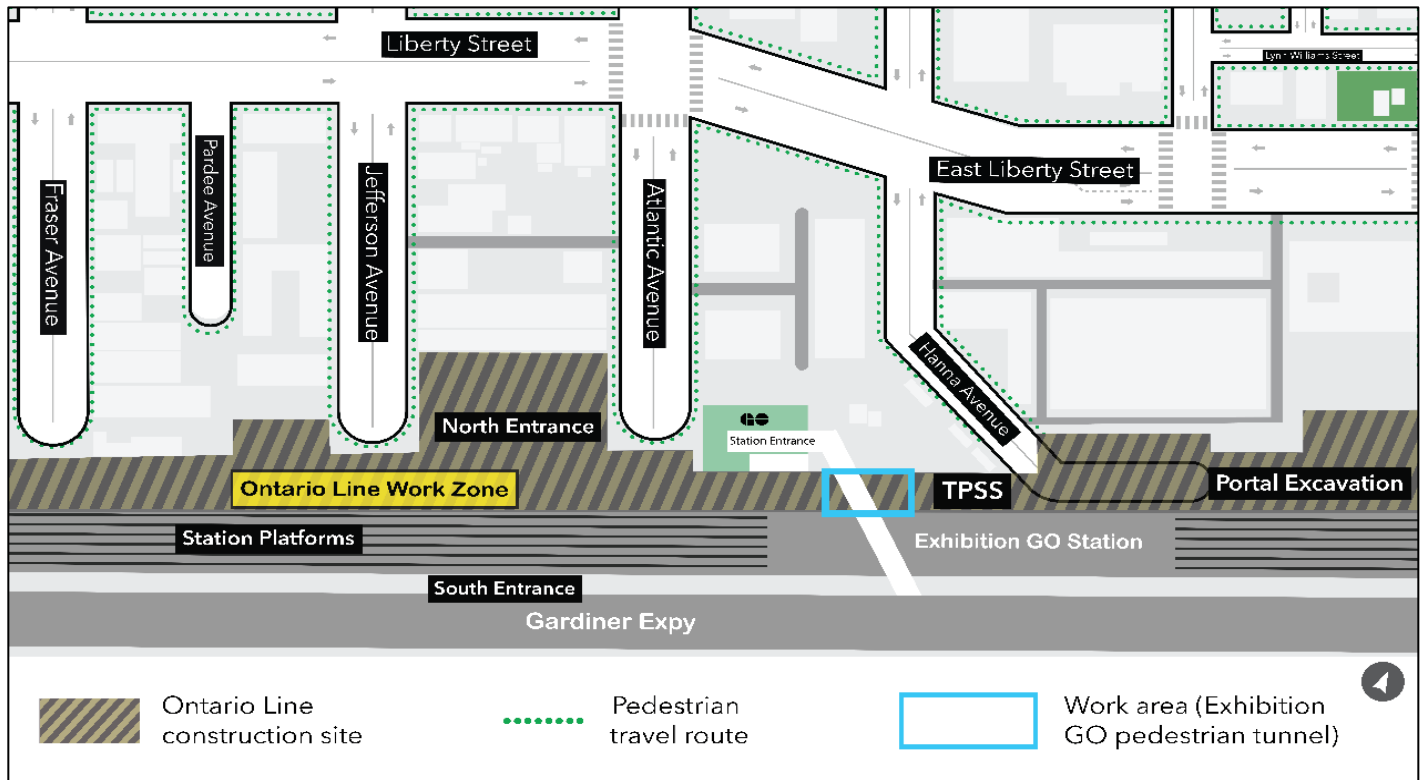 Liberty Street
Lynn Williams Street
East Liberty Street
Fraser Avenue
Pardee Avenue
Jefferson Avenue
Atlantic Avenue
Hanna Avenue
GO
Station Entrance
North Entrance
Ontario Line Work Zone
TPSS
Portal Excavation
Station Platforms
Exhibition GO Station
South Entrance
Gardiner Expy
Ontario Line
construction site
Pedestrian
travel route
Work area (Exhibition
GO pedestrian tunnel)